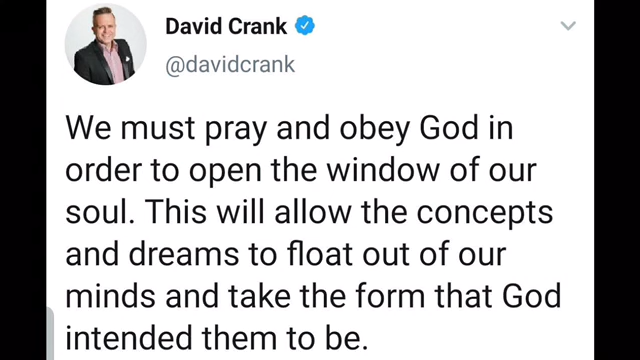 David Crank
@davidcrank
We must pray and obey God in
order to open the window of our
soul. This will allow the concepts
and dreams to float out of our
minds and take the form that God
intended them to be.